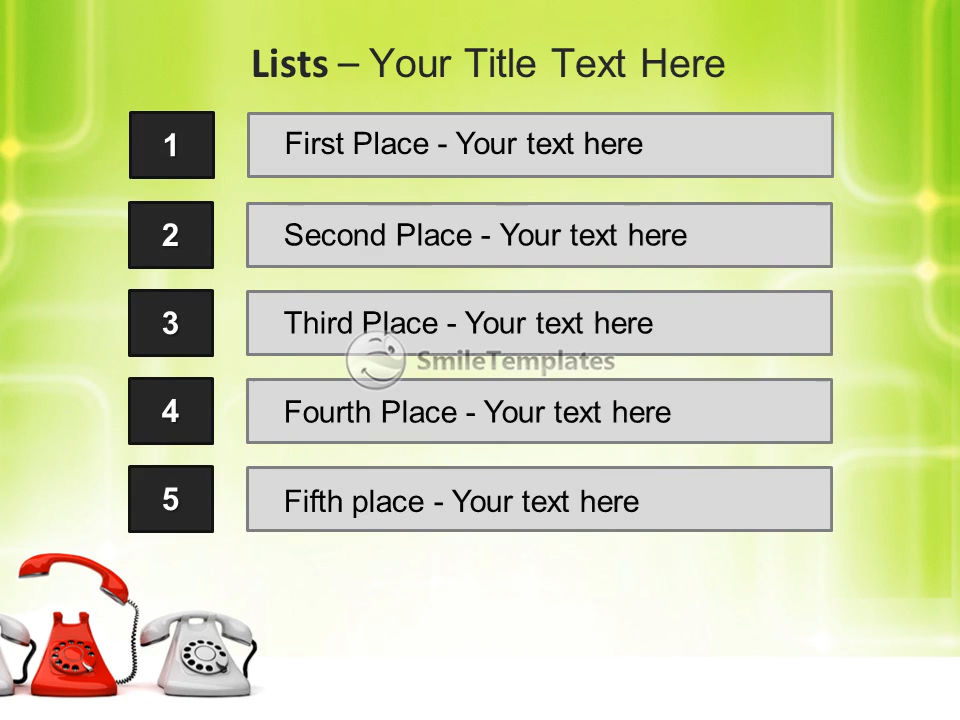 Lists – Your Title Text Here
1
First Place - Your text here
2
Second Place - Your text here
3
Third Place - Your text here
SmileTemplates
4
Fourth Place - Your text here
5
Fifth place - Your text here